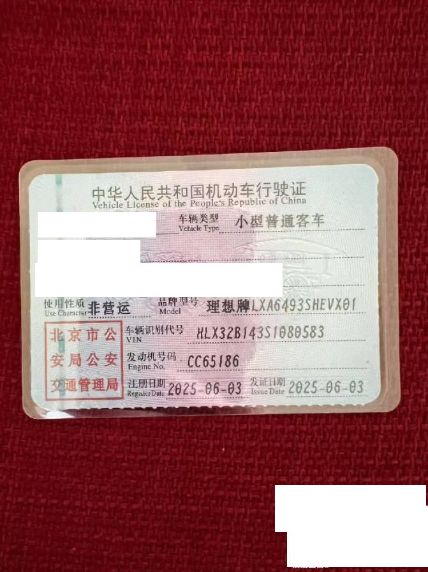 中华人民共和国机动车行驶证
Vehicle License of the People's Republic of China
车辆类型 小型普通客车
Vehicle Type
使用性质 非营运 品牌型号 理想牌LXA6493SHEVX01
Use Character Model
北京市公
安局公安
交通管理局
车辆识别代号 HLX32B143S1080583
VIN
发动机号码 CC65186
Engine No.
注册日期 2025-06-03 发证日期 2025-06-03
Register Date Issue Date